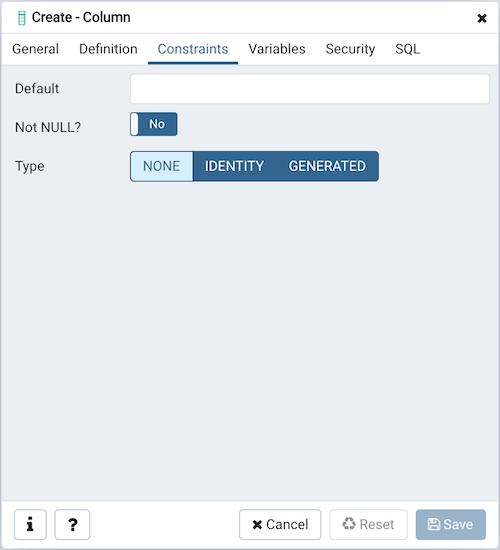 Create - Column
General Definition Constraints Variables Security SQL
Default
Not NULL? No
Type NONE IDENTITY GENERATED
i ? Cancel Reset Save